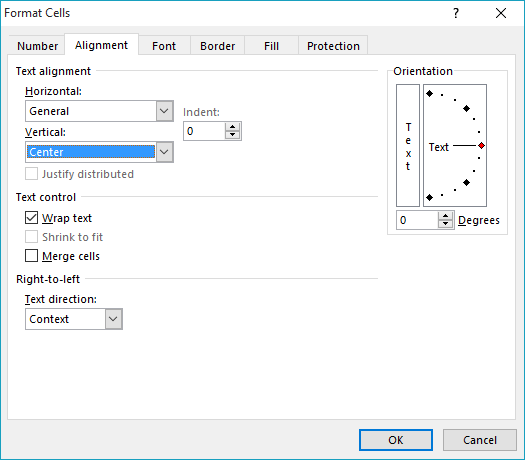 Format Cells
?
Number Alignment Font Border Fill Protection
Text alignment
Horizontal:
General
Indent:
0
Vertical:
Center
Justify distributed
Text control
Wrap text
Shrink to fit
Merge cells
Right-to-left
Text direction:
Context
Orientation
Text
Text
0 Degrees
OK Cancel